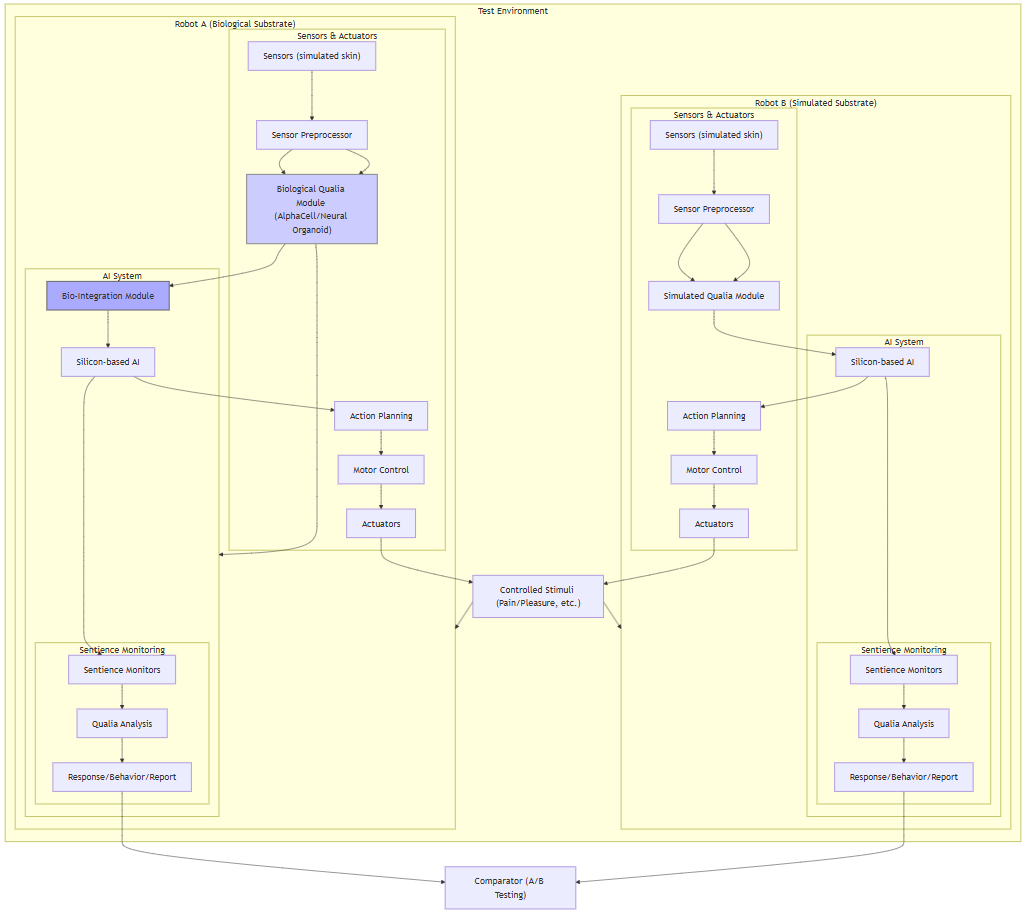 Test Environment
Robot A (Biological Substrate)
Sensors & Actuators
Sensors (simulated skin)
Sensor Preprocessor
Biological Qualia
Module
(AlphaCell/Neural
Organoid)
AI System
Bio-Integration Module
Silicon-based AI
Action Planning
Motor Control
Actuators
Sentience Monitoring
Sentience Monitors
Qualia Analysis
Response/Behavior/Report
Robot B (Simulated Substrate)
Sensors & Actuators
Sensors (simulated skin)
Sensor Preprocessor
Simulated Qualia Module
AI System
Silicon-based AI
Action Planning
Motor Control
Actuators
Sentience Monitoring
Sentience Monitors
Qualia Analysis
Response/Behavior/Report
Controlled Stimuli
(Pain/Pleasure, etc.)
Comparator (A/B
Testing)